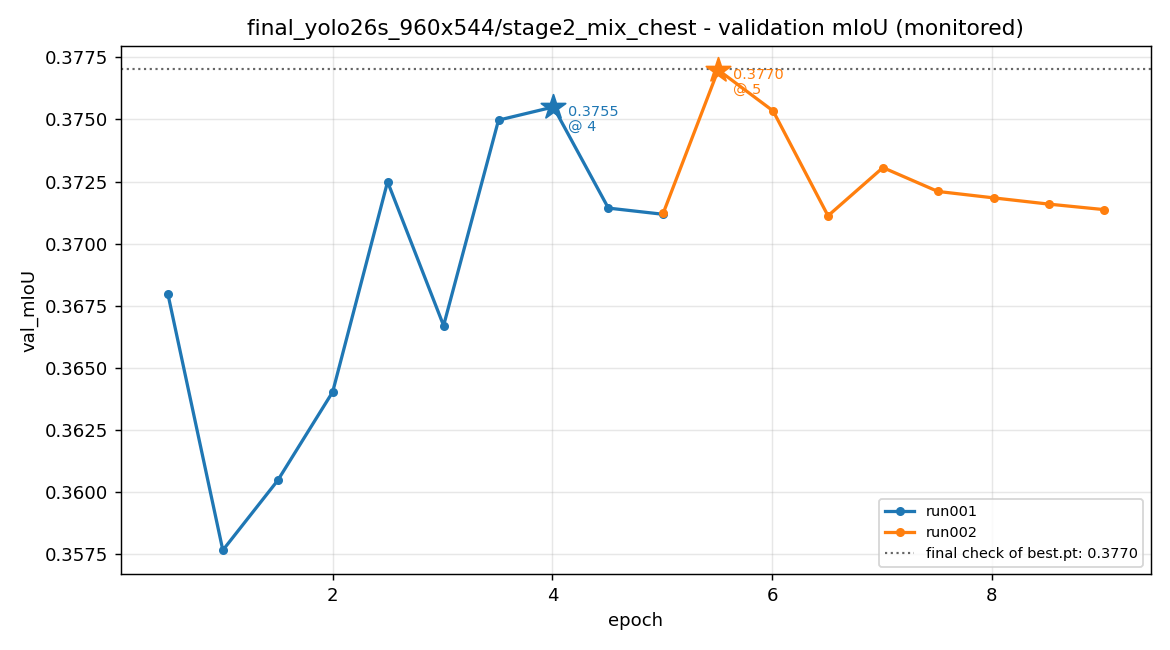 final_yolo26s_960x544/stage2_mix_chest - validation mIoU (monitored)
0.3775
0.3750
0.3725
0.3700
0.3675
0.3650
0.3625
0.3600
0.3575
val_mIoU
0.3755
@ 4
0.3770
@ 5
run001
run002
final check of best.pt: 0.3770
2
4
6
8
epoch